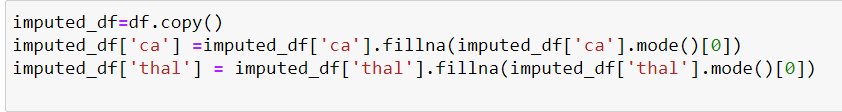 imputed_df=df.copy()
imputed_df['ca'] =imputed_df['ca'].fillna(imputed_df['ca'].mode()[0])
imputed_df['thal'] = imputed_df['thal'].fillna(imputed_df['thal'].mode()[0])